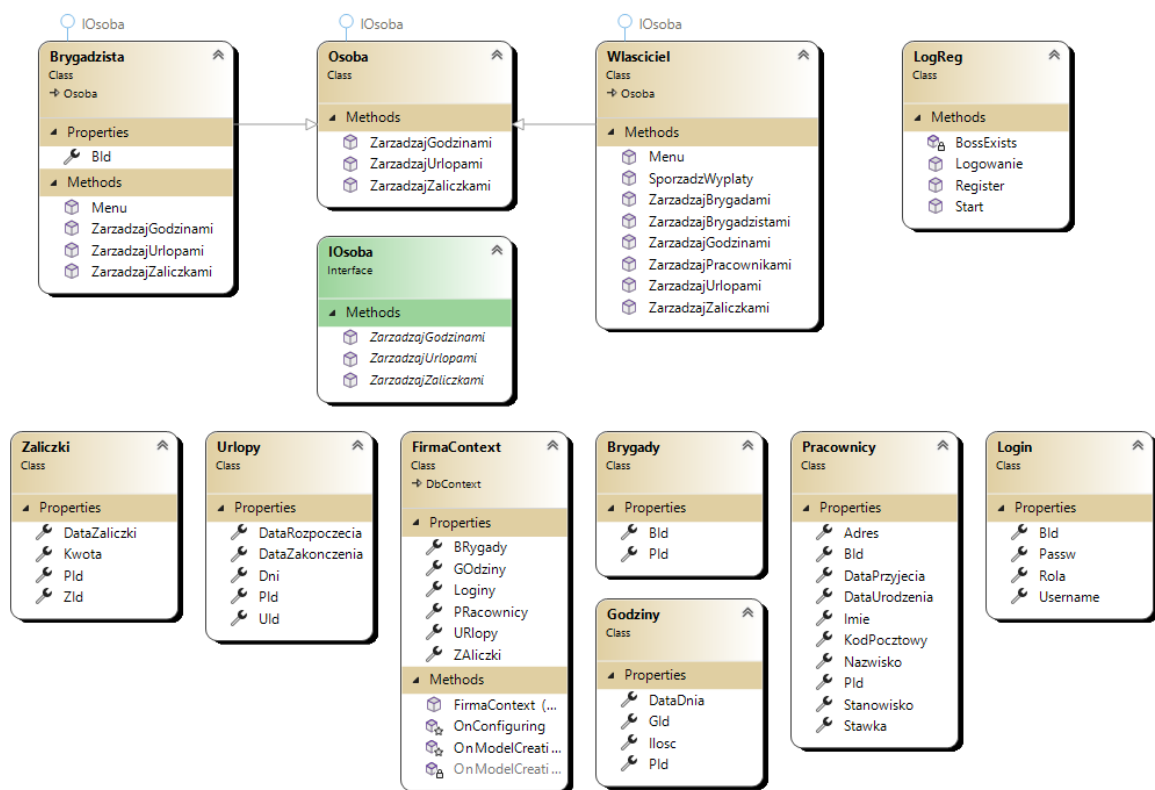 IOsoba
Brygadzista
Class
Osoba
Properties
BId
Methods
Menu
ZarzadzajGodzinami
ZarzadzajUrlopami
ZarzadzajZaliczkami
IOsoba
Osoba
Class
Methods
ZarzadzajGodzinami
ZarzadzajUrlopami
ZarzadzajZaliczkami
IOsoba
Interface
Methods
ZarzadzajGodzinami
ZarzadzajUrlopami
ZarzadzajZaliczkami
IOsoba
Wlasciciel
Class
Osoba
Methods
Menu
SporzadzWyplaty
ZarzadzajBrygadami
ZarzadzajBrygadzistami
ZarzadzajGodzinami
ZarzadzajPracownikami
ZarzadzajUrlopami
ZarzadzajZaliczkami
LogReg
Class
Methods
BossExists
Logowanie
Register
Start
Zaliczki
Class
Properties
DataZaliczki
Kwota
PId
ZId
Urlopy
Class
Properties
DataRozpoczecia
DataZakonczenia
Dni
PId
UId
FirmaContext
Class
DbContext
Properties
BRygady
GOdziny
Loginy
PRacownicy
URlopy
ZAliczki
Methods
FirmaContext (...
OnConfiguring
OnModelCreati...
OnModelCreati...
Brygady
Class
Properties
BId
PId
Godziny
Class
Properties
DataDnia
GId
Ilosc
PId
Pracownicy
Class
Properties
Adres
BId
DataPrzyjecia
DataUrodzenia
Imie
KodPocztowy
Nazwisko
PId
Stanowisko
Stawka
Login
Class
Properties
BId
Passw
Rola
Username